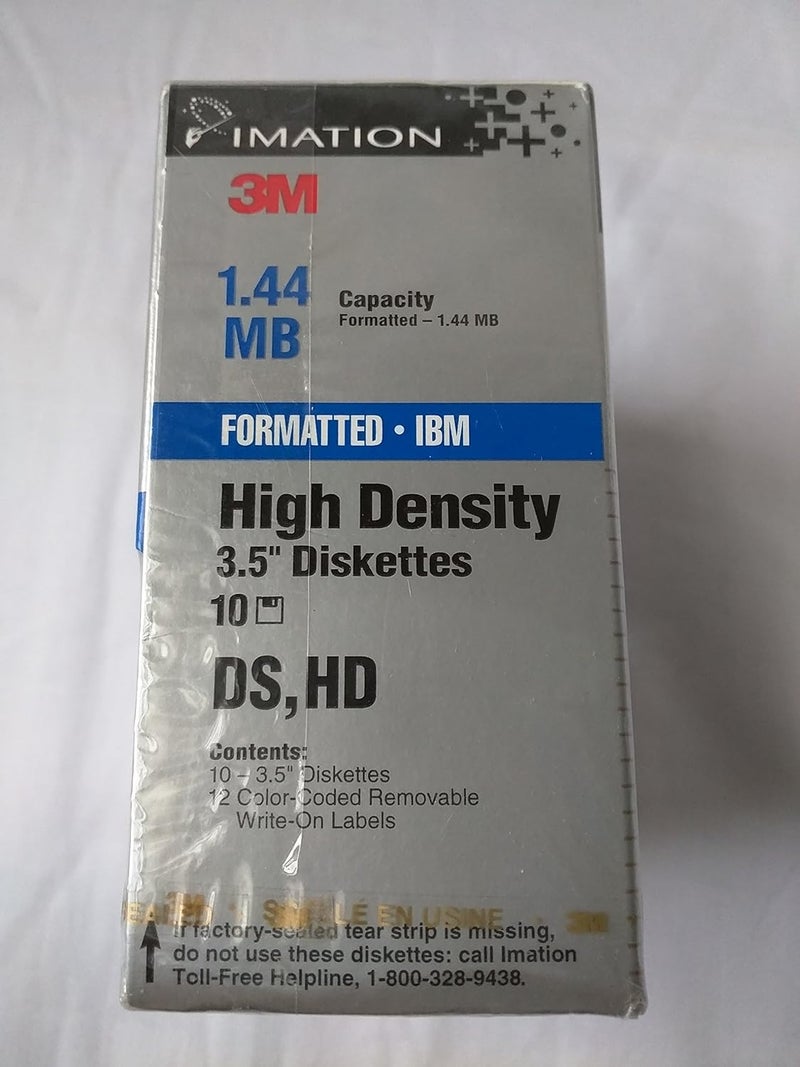 IMATION
3M
1.44
MB
Capacity
Formatted – 1.44 MB
FORMATTED • IBM
High Density
3.5" Diskettes
10
DS,HD
Contents:
10 – 3.5" Diskettes
12 Color-Coded Removable
Write-On Labels
3M EN USINE 3M
If factory-sealed tear strip is missing,
do not use these diskettes: call Imation
Toll-Free Helpline, 1-800-328-9438.